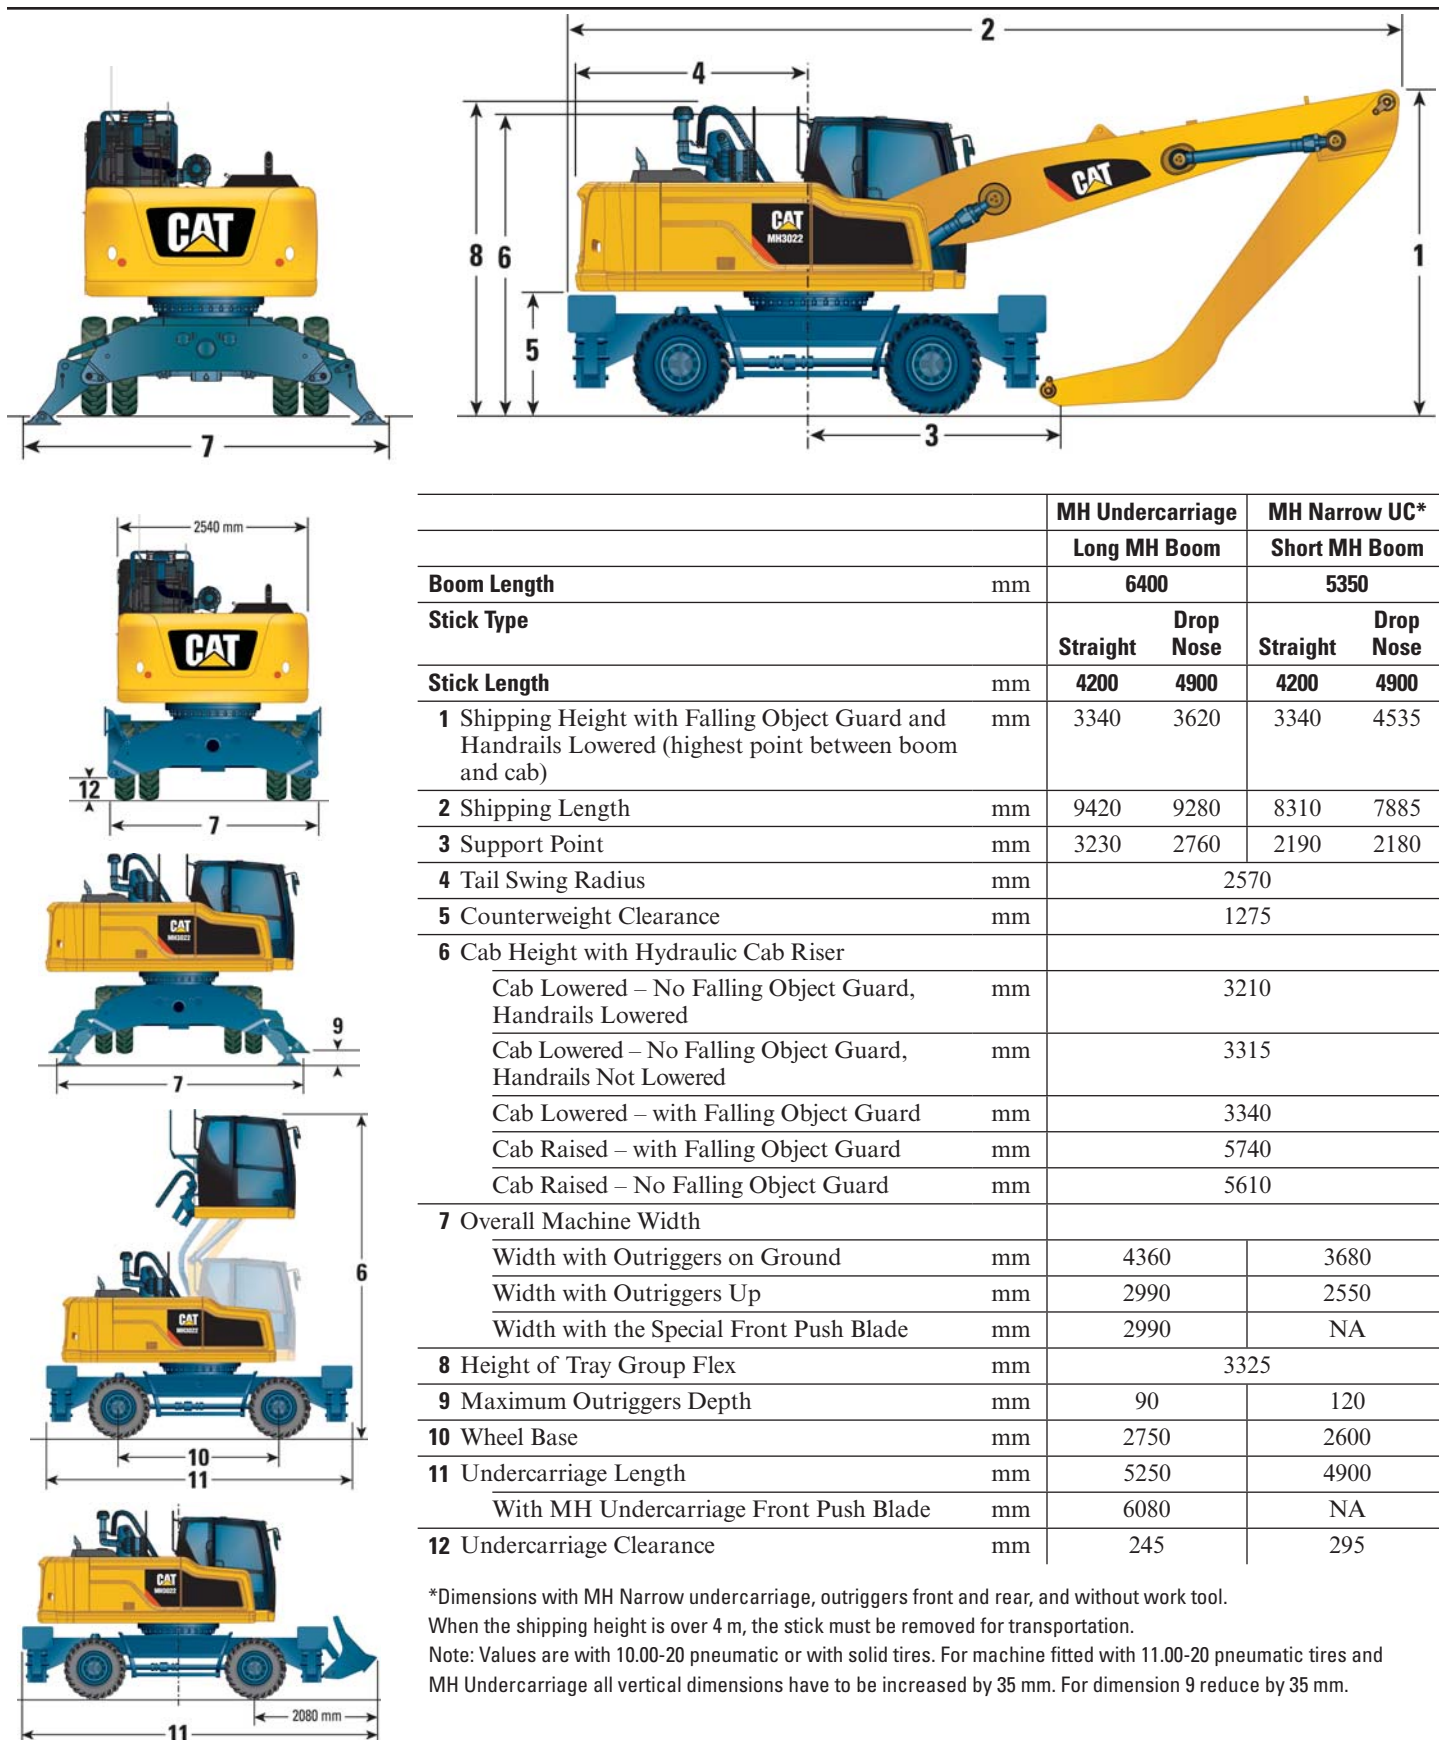 2
4
CAT
CAT
CAT
MH3022
8
6
1
5
3
7
2540 mm
CAT
12
7
CAT
MH3022
9
7
6
CAT
MH3022
10
11
CAT
MH3022
2080 mm
11
MH Undercarriage MH Narrow UC*
Long MH Boom Short MH Boom
Boom Length mm 6400 5350
Stick Type Straight Drop Nose Straight Drop Nose
Stick Length mm 4200 4900 4200 4900
1 Shipping Height with Falling Object Guard and mm 3340 3620 3340 4535
Handrails Lowered (highest point between boom
and cab)
2 Shipping Length mm 9420 9280 8310 7885
3 Support Point mm 3230 2760 2190 2180
4 Tail Swing Radius mm 2570
5 Counterweight Clearance mm 1275
6 Cab Height with Hydraulic Cab Riser
Cab Lowered – No Falling Object Guard, mm 3210
Handrails Lowered
Cab Lowered – No Falling Object Guard, mm 3315
Handrails Not Lowered
Cab Lowered – with Falling Object Guard mm 3340
Cab Raised – with Falling Object Guard mm 5740
Cab Raised – No Falling Object Guard mm 5610
7 Overall Machine Width
Width with Outriggers on Ground mm 4360 3680
Width with Outriggers Up mm 2990 2550
Width with the Special Front Push Blade mm 2990 NA
8 Height of Tray Group Flex mm 3325
9 Maximum Outriggers Depth mm 90 120
10 Wheel Base mm 2750 2600
11 Undercarriage Length mm 5250 4900
With MH Undercarriage Front Push Blade mm 6080 NA
12 Undercarriage Clearance mm 245 295
*Dimensions with MH Narrow undercarriage, outriggers front and rear, and without work tool.
When the shipping height is over 4 m, the stick must be removed for transportation.
Note: Values are with 10.00-20 pneumatic or with solid tires. For machine fitted with 11.00-20 pneumatic tires and
MH Undercarriage all vertical dimensions have to be increased by 35 mm. For dimension 9 reduce by 35 mm.